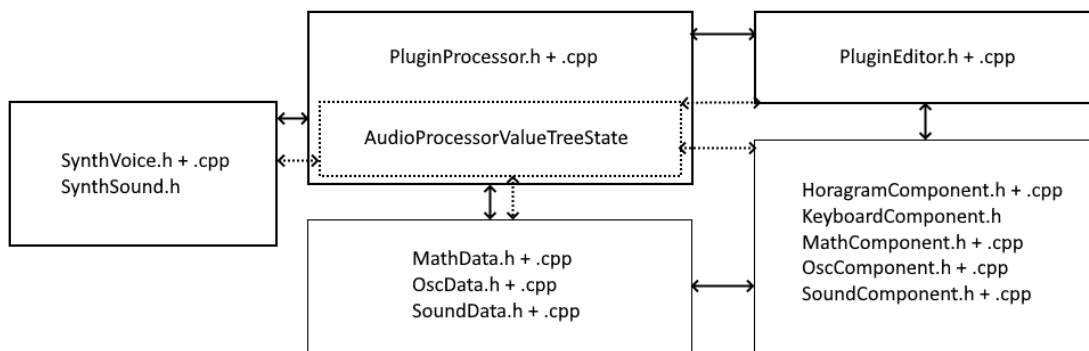 PluginProcessor.h + .cpp
PluginEditor.h + .cpp
AudioProcessorValueTreeState
SynthVoice.h + .cpp
SynthSound.h
HoragramComponent.h + .cpp
KeyboardComponent.h
MathComponent.h + .cpp
OscComponent.h + .cpp
SoundComponent.h + .cpp
MathData.h + .cpp
OscData.h + .cpp
SoundData.h + .cpp